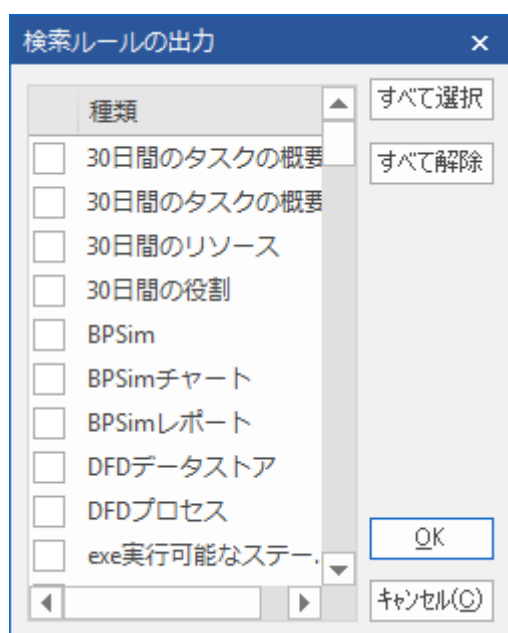 検索ルールの出力
×
種類
30日間のタスクの概要
30日間のタスクの概要
30日間のリソース
30日間の役割
BPSim
BPSimチャート
BPSimレポート
DFDデータストア
DFDプロセス
exe実行可能なステー.
すべて選択
すべて解除
OK
キャンセル(C)